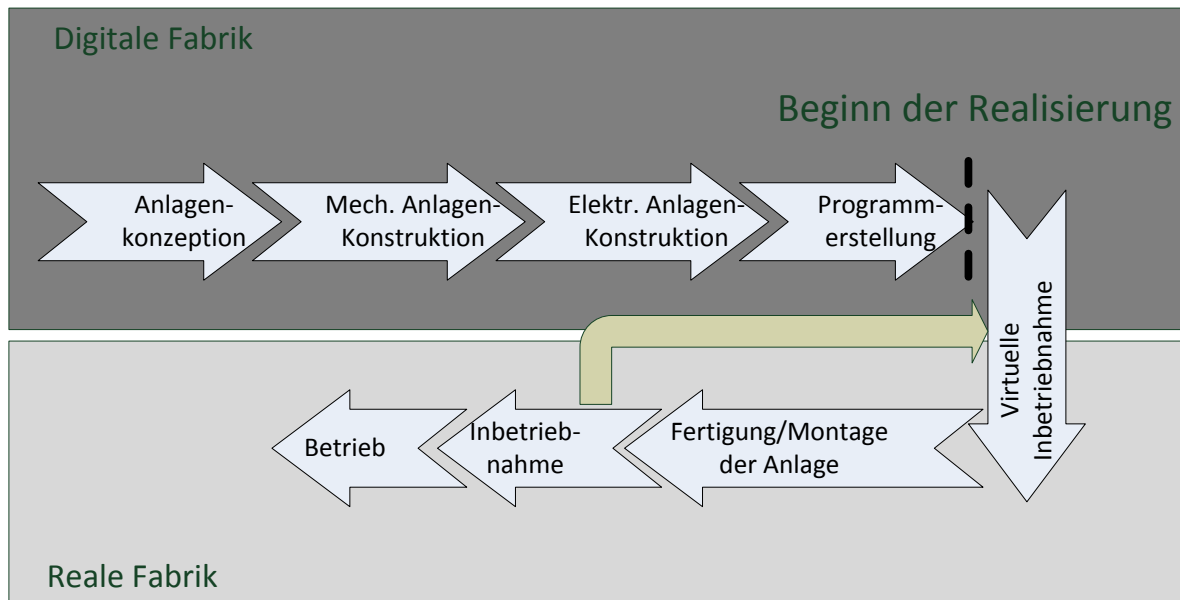 Digitale Fabrik
Beginn der Realisierung
Anlagen-
konzeption
Mech. Anlagen-
Konstruktion
Elektr. Anlagen-
Konstruktion
Programm-
erstellung
Virtuelle
Inbetriebnahme
Fertigung/Montage
der Anlage
Inbetrieb-
nahme
Betrieb
Reale Fabrik